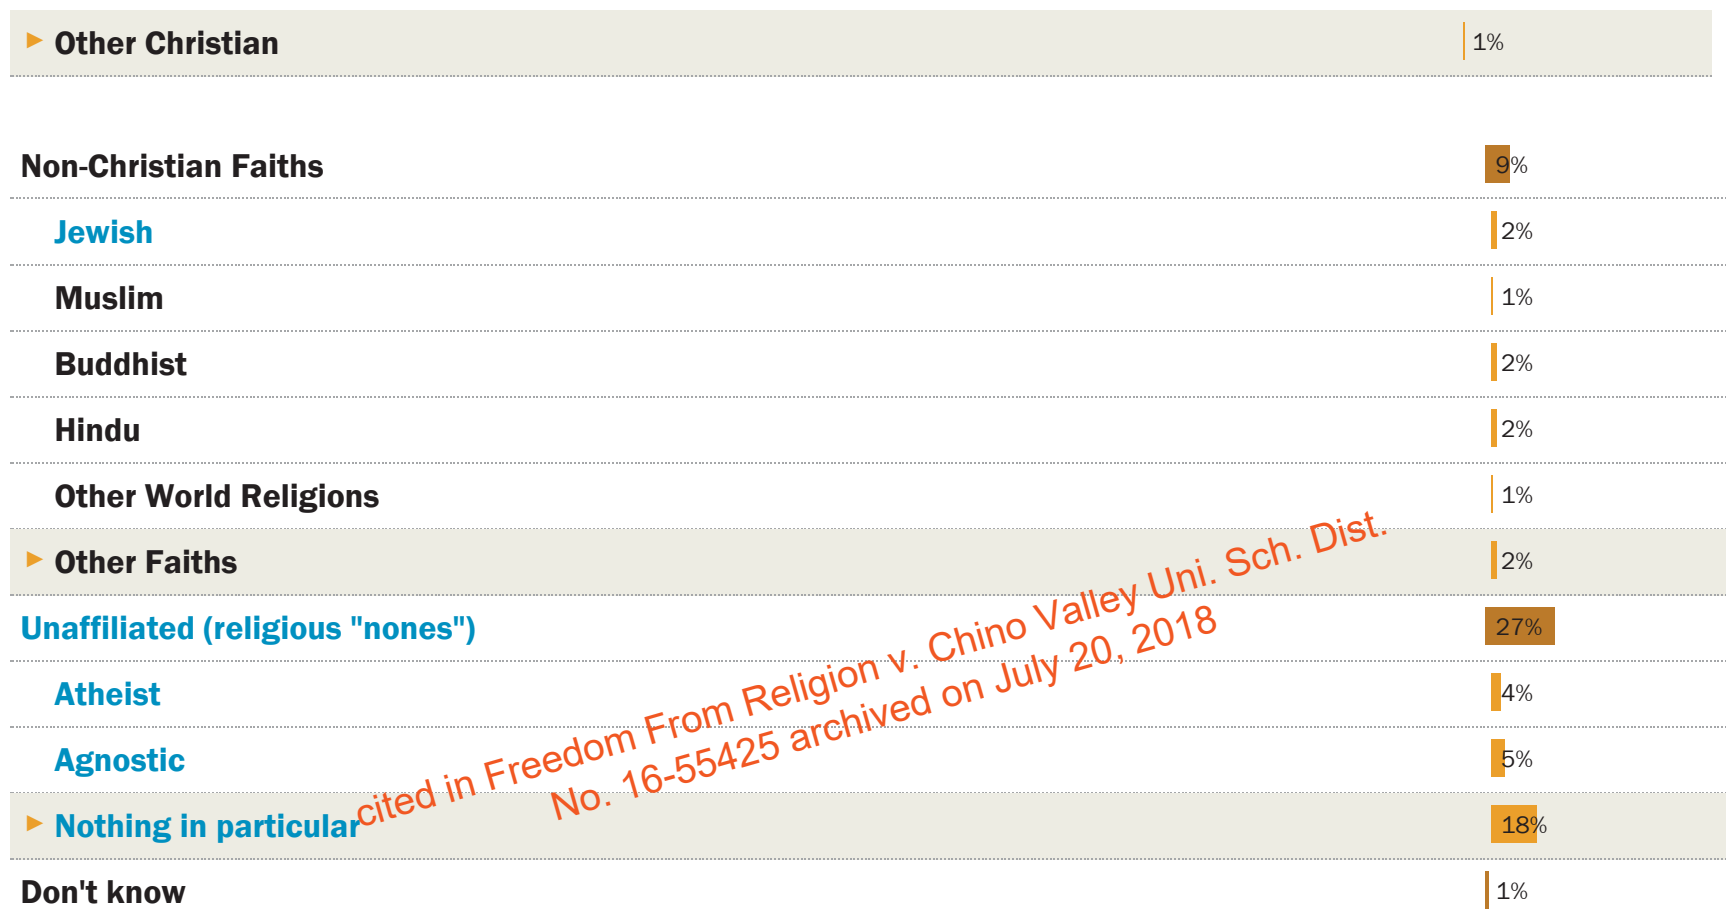 ► Other Christian 1%
Non-Christian Faiths 9%
Jewish 2%
Muslim 1%
Buddhist 2%
Hindu 2%
Other World Religions 1%
► Other Faiths 2%
Unaffiliated (religious "nones") 27%
Atheist 4%
Agnostic 5%
► Nothing in particular 18%
Don't know 1%
cited in Freedom From Religion v. Chino Valley Uni. Sch. Dist.
No. 16-55425 archived on July 20, 2018